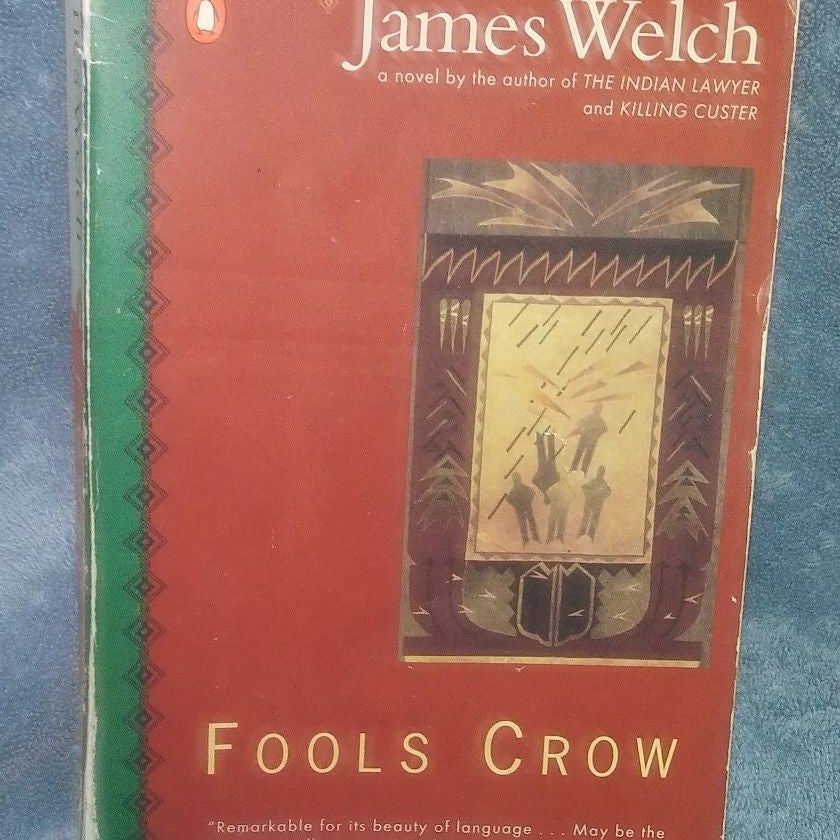 James Welch
a novel by the author of THE INDIAN LAWYER
and KILLING CUSTER
FOOLS CROW
"Remarkable for its beauty of language . . . May be the